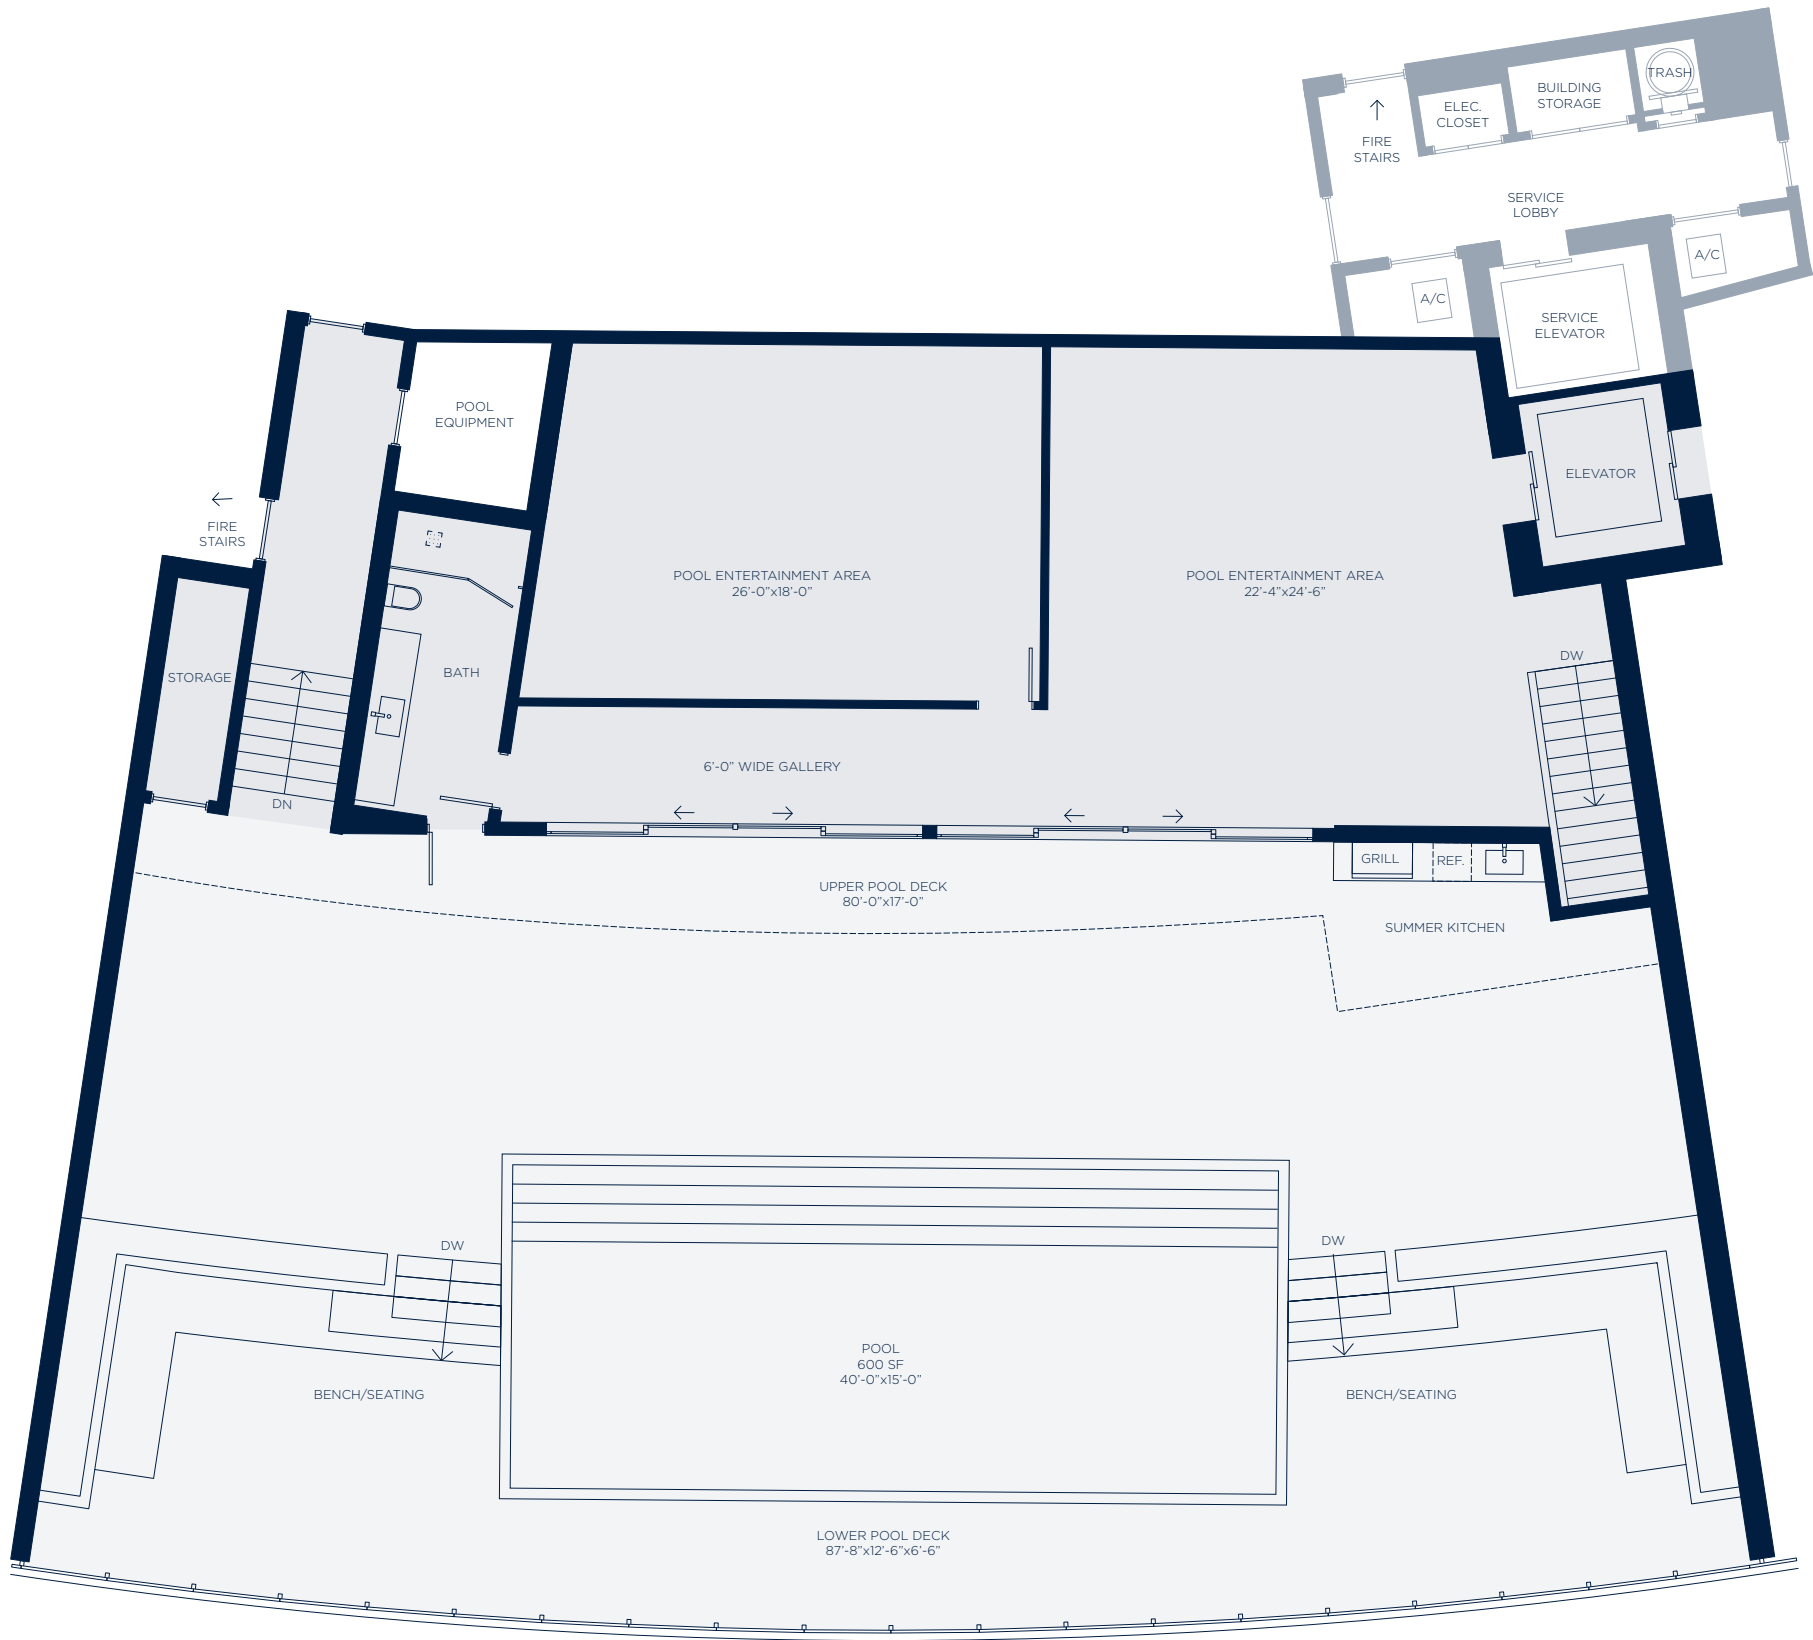 TRASH
BUILDING
STORAGE
ELEC.
CLOSET
FIRE
STAIRS
SERVICE
LOBBY
A/C
A/C
SERVICE
ELEVATOR
POOL
EQUIPMENT
ELEVATOR
FIRE
STAIRS
POOL ENTERTAINMENT AREA
26'-0"x18'-0"
POOL ENTERTAINMENT AREA
22'-4"x24'-6"
DW
STORAGE
BATH
6'-0" WIDE GALLERY
DN
GRILL
REF.
UPPER POOL DECK
80'-0"x17'-0"
SUMMER KITCHEN
DW
DW
POOL
600 SF
40'-0"x15'-0"
BENCH/SEATING
BENCH/SEATING
LOWER POOL DECK
87'-8"x12'-6"x6'-6"